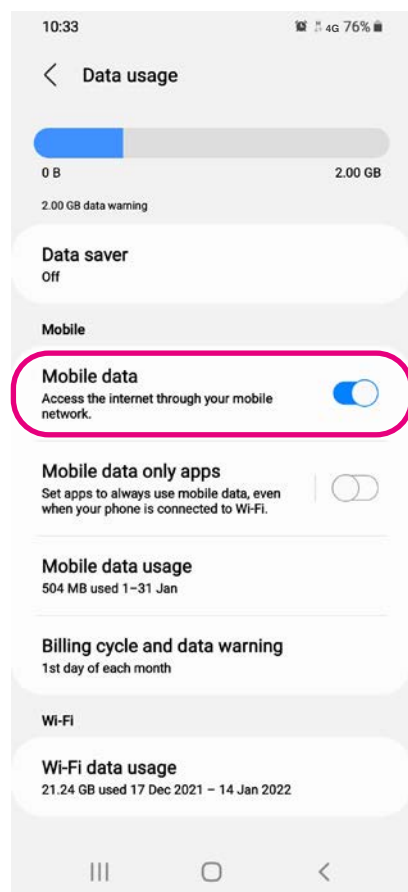 10:33 4G 76%
Data usage
0 B 2.00 GB
2.00 GB data warning
Data saver
Off
Mobile
Mobile data
Access the internet through your mobile
network.
Mobile data only apps
Set apps to always use mobile data, even
when your phone is connected to Wi-Fi.
Mobile data usage
504 MB used 1–31 Jan
Billing cycle and data warning
1st day of each month
Wi-Fi
Wi-Fi data usage
21.24 GB used 17 Dec 2021 – 14 Jan 2022